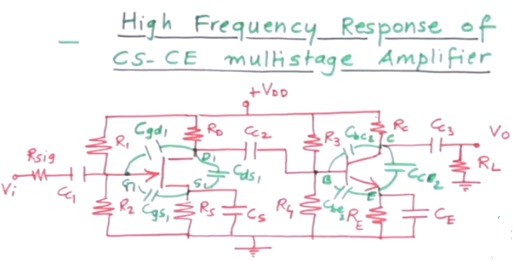 High Frequency Response of
CS-CE multistage Amplifier
+VDD
Cgd1 RD CC2 R3 Cbc2 C RC CC3 Vo
R1 D1
Rsig
Vi CC1 G1 S1 Cds1 B E Cce2 RL
R2 Cgs1 RS CS R4 Cbe2 RE CE